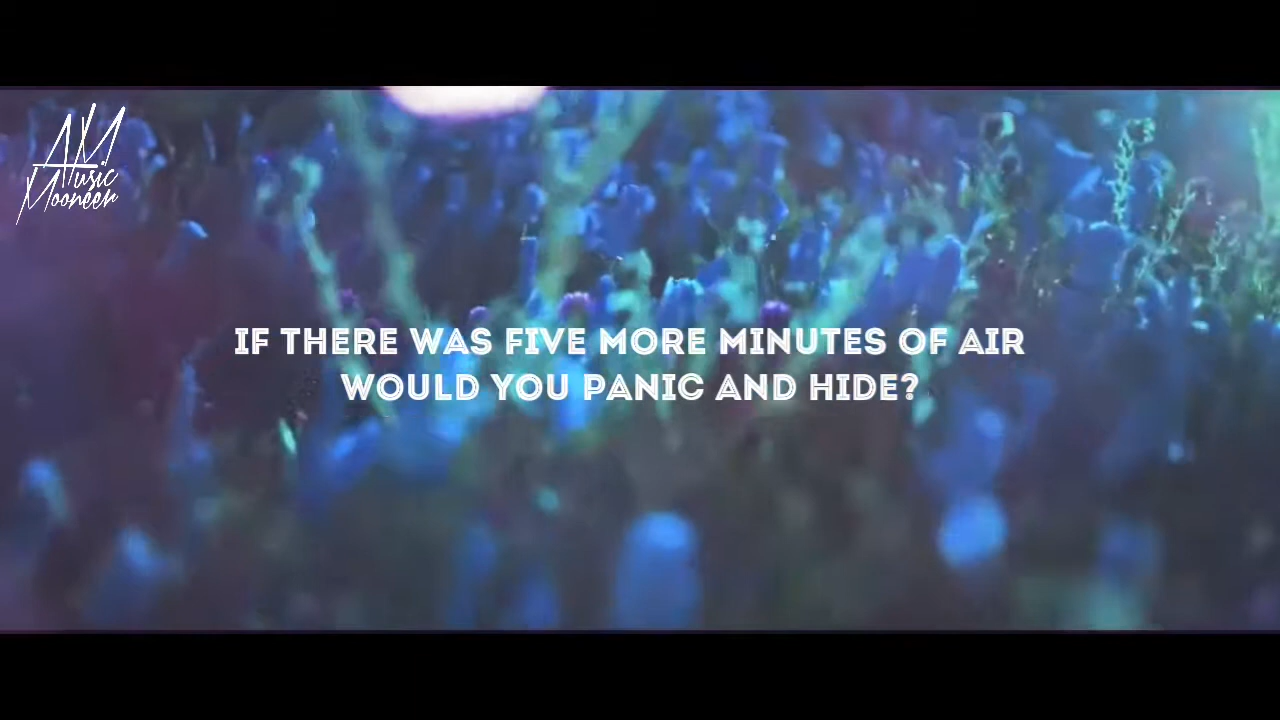 AM
Music
Mooneer
IF THERE WAS FIVE MORE MINUTES OF AIR
WOULD YOU PANIC AND HIDE?